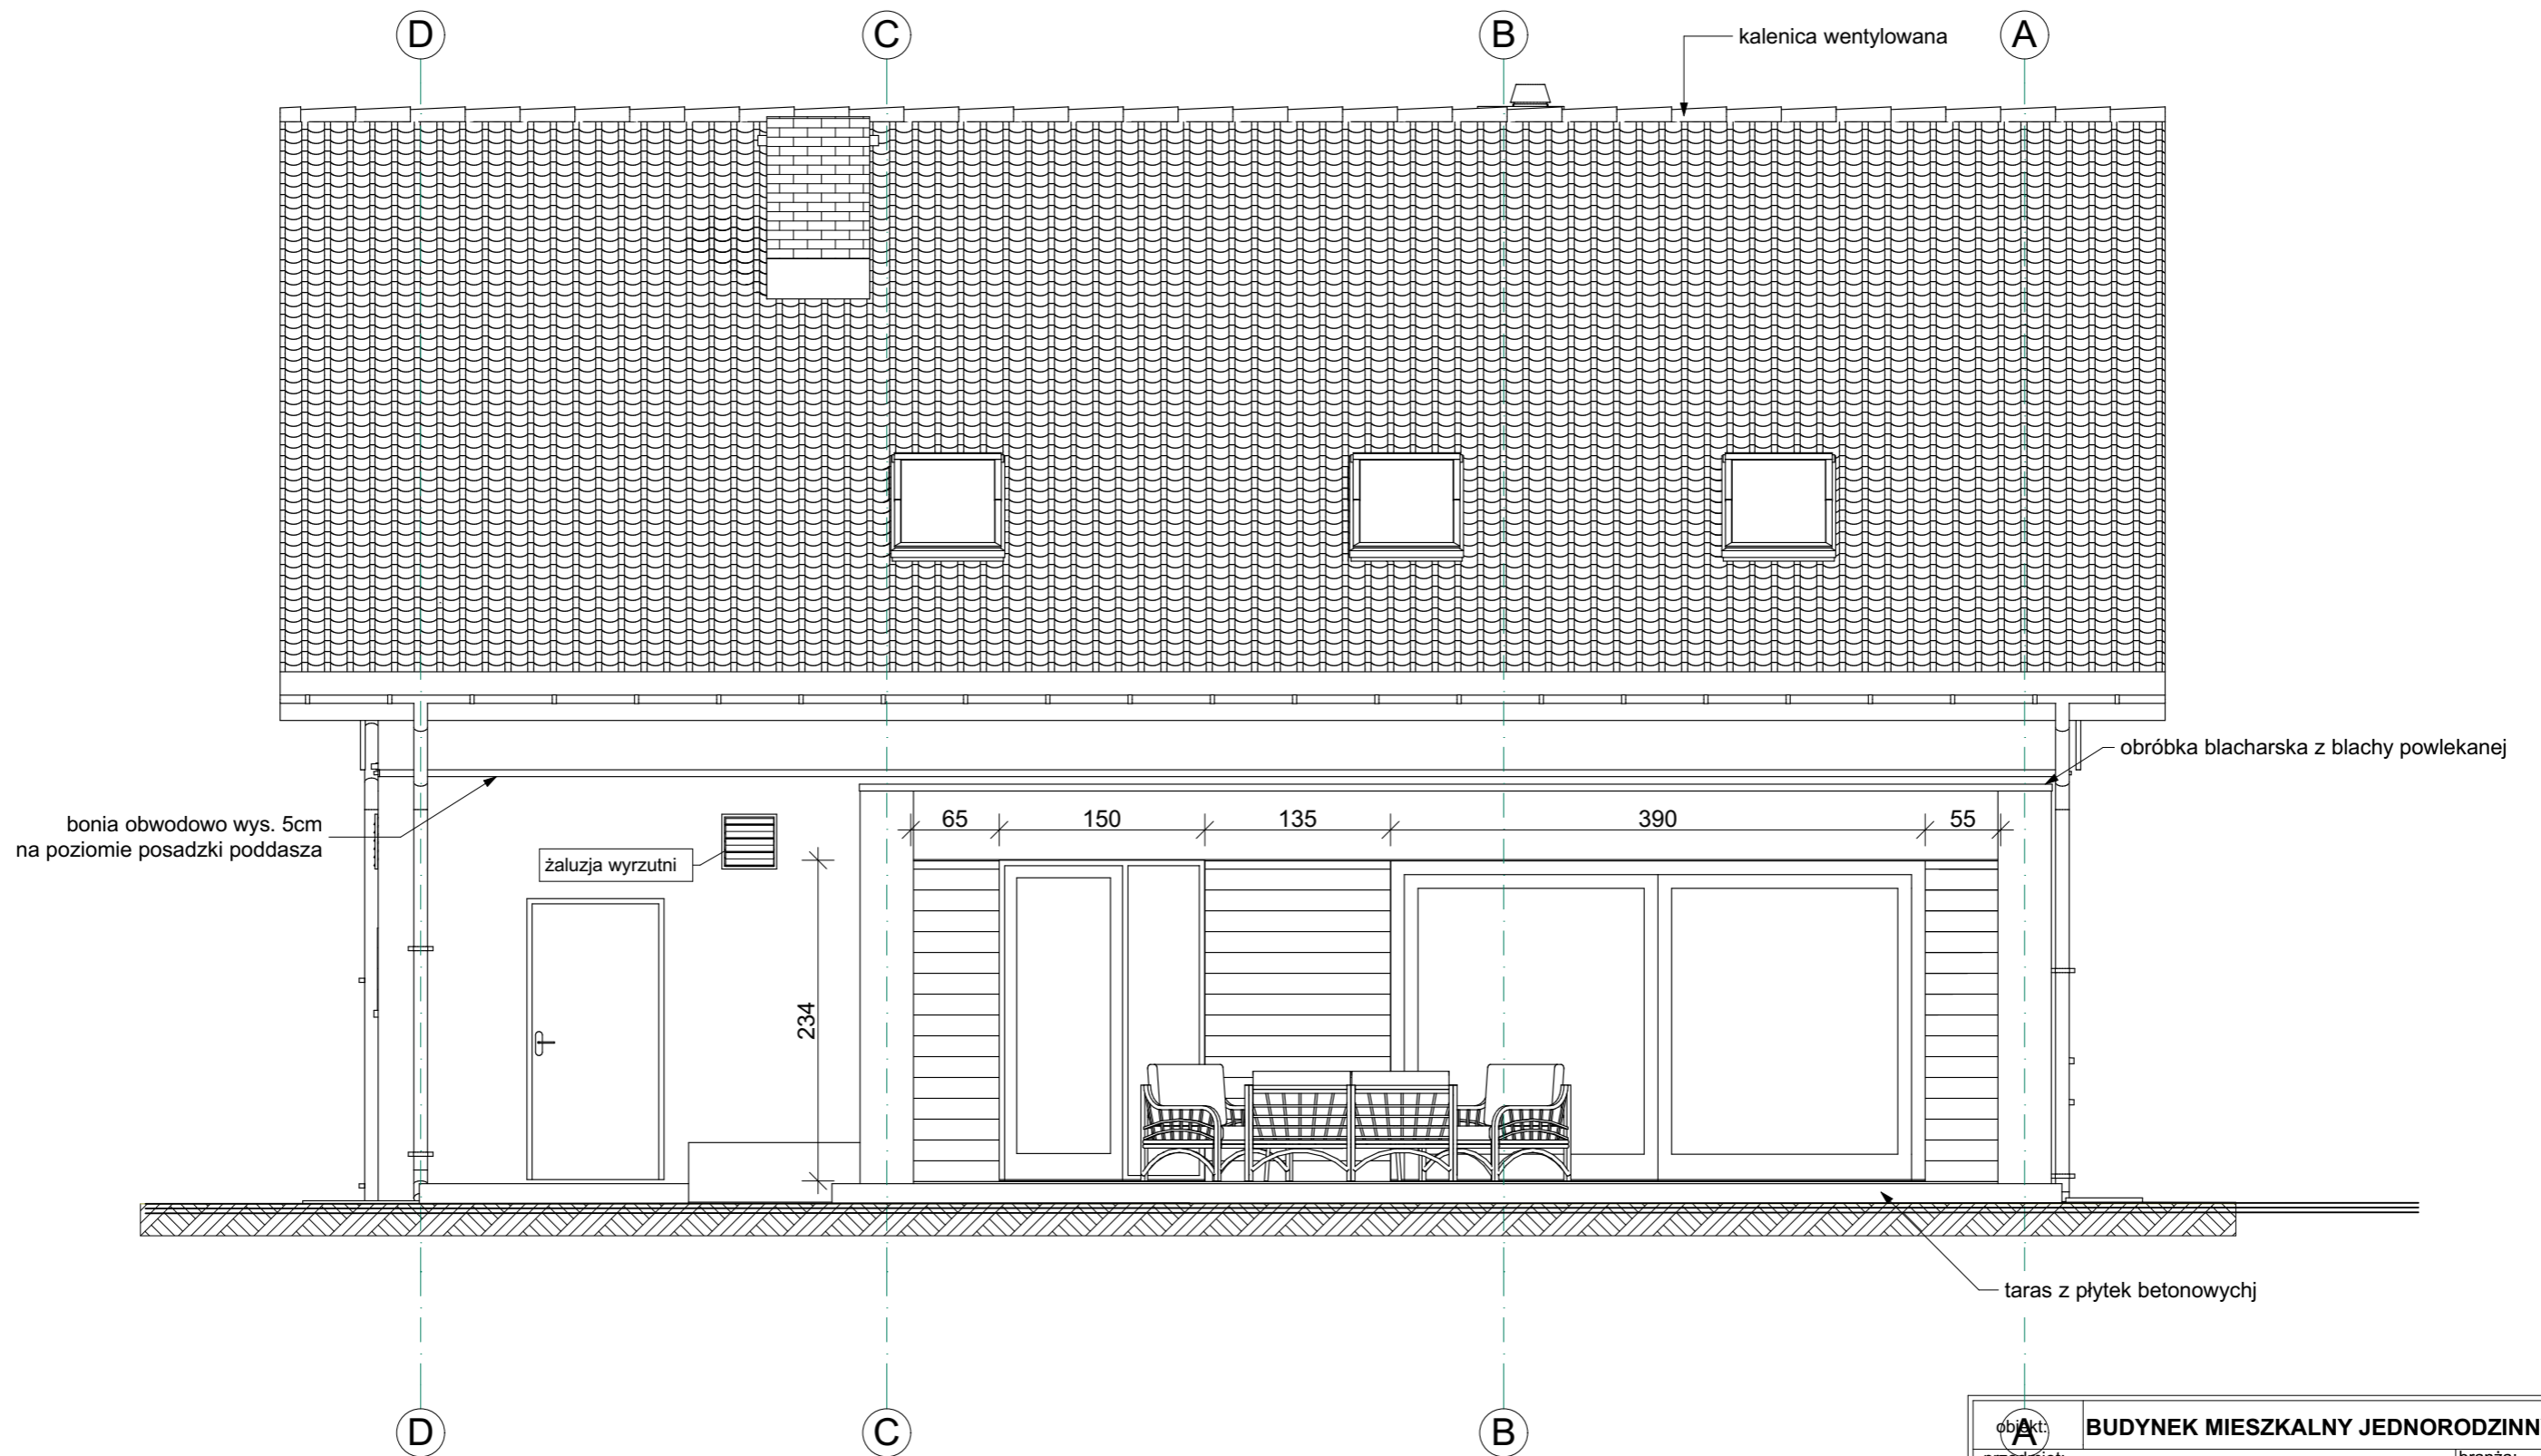 D
C
B
A
kalenica wentylowana
obróbka blacharska z blachy powlekanej
bonia obwodowo wys. 5cm
na poziomie posadzki poddasza
65
150
135
390
55
żaluzja wyrzutni
234
taras z płytek betonowychj
D
C
B
A
obiekt:
BUDYNEK MIESZKALNY JEDNORODZINN